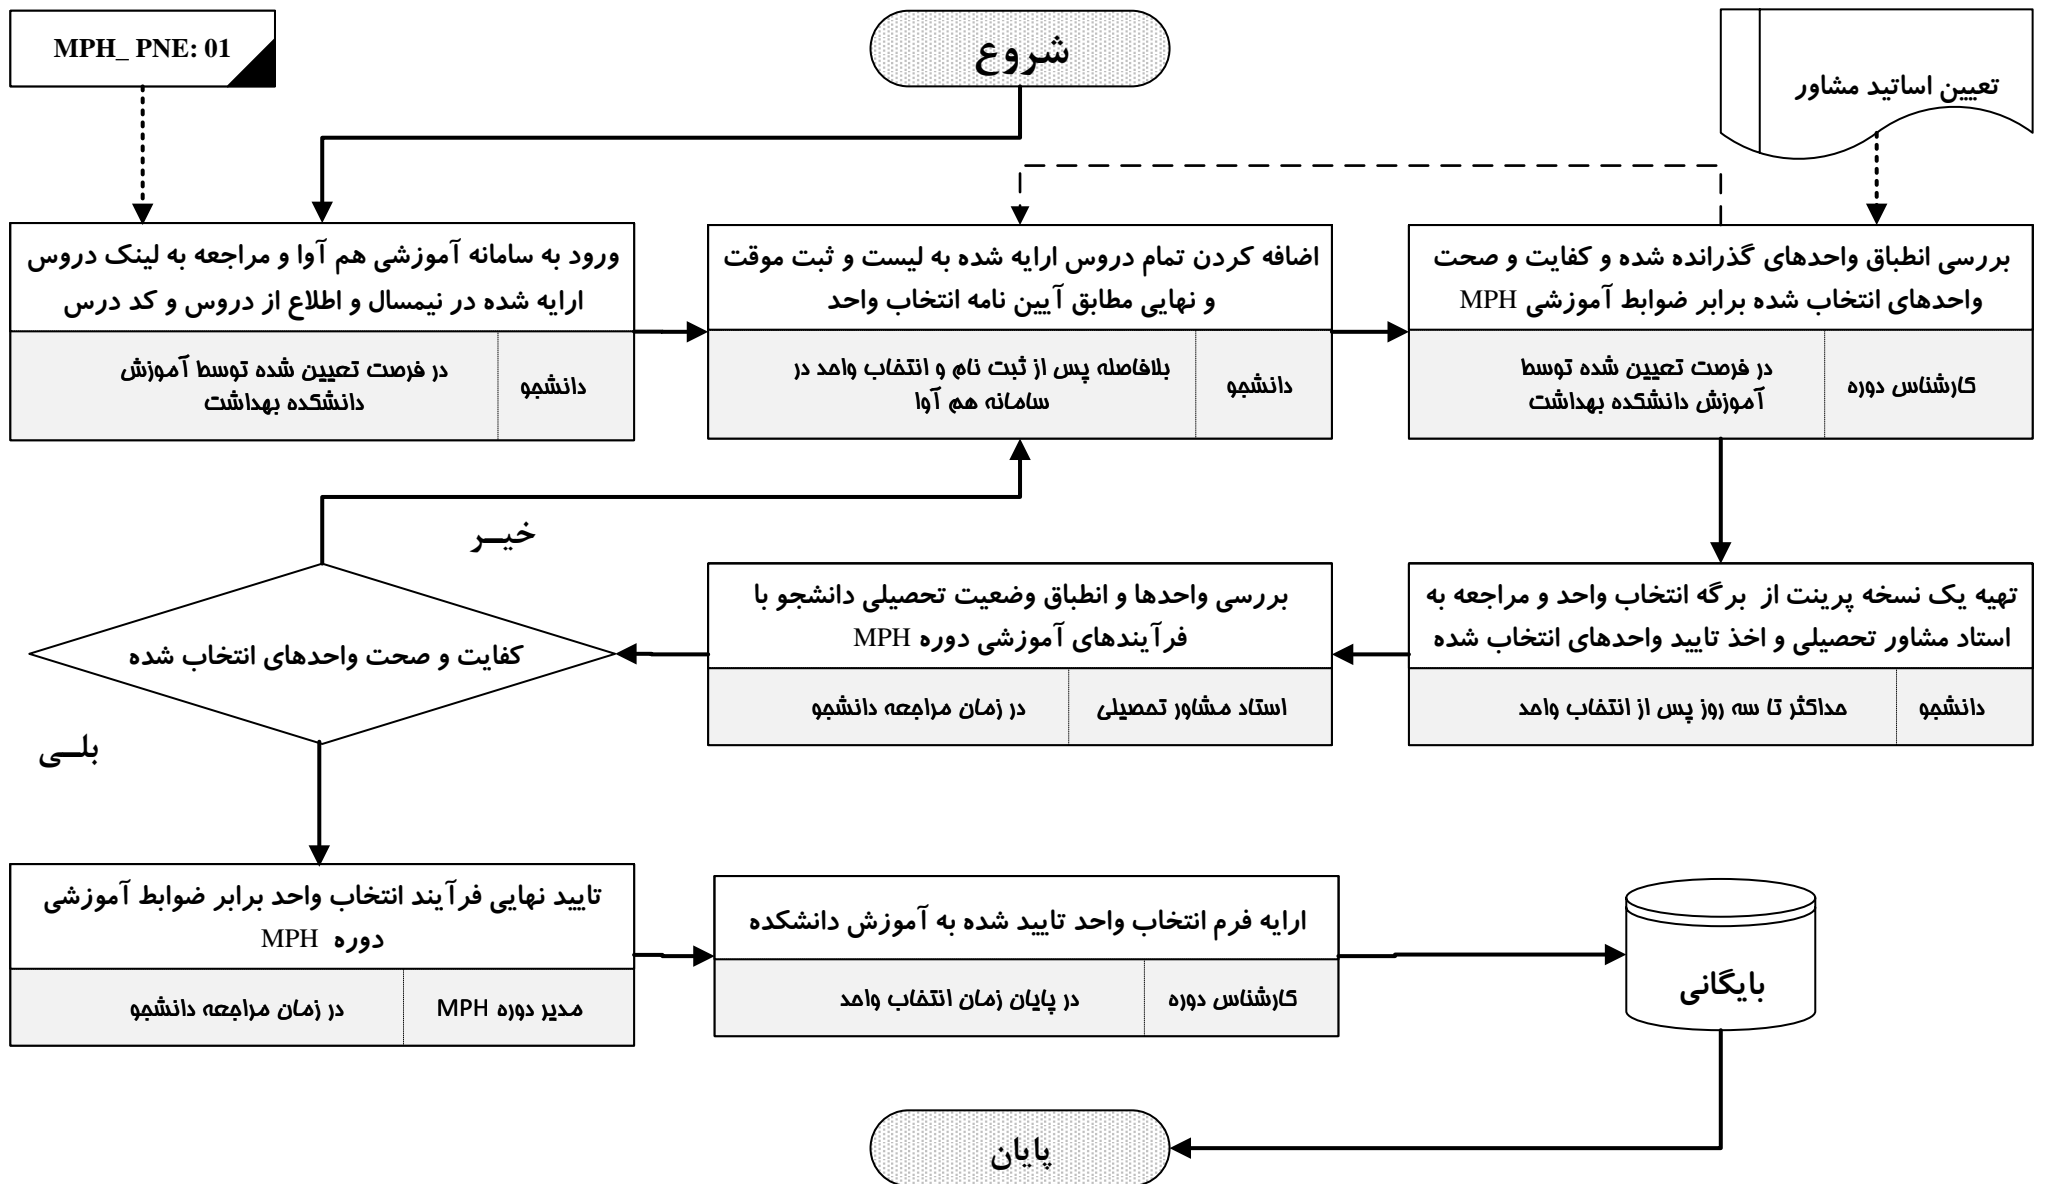 MPH_ PNE: 01
شروع
تعیین اساتید مشاور
ورود به سامانه آموزشی هم آوا و مراجعه به لینک دروس
ارایه شده در نیمسال و اطلاع از دروس و کد درس
دانشجو
در فرصت تعیین شده توسط آموزش
دانشکده بهداشت
اضافه کردن تمام دروس ارایه شده به لیست و ثبت موقت
و نهایی مطابق آیین نامه انتخاب واحد
دانشجو
بلافاصله پس از ثبت نام و انتخاب واحد در
سامانه هم آوا
بررسی انطباق واحدهای گذرانده شده و کفایت و صحت
واحدهای انتخاب شده برابر ضوابط آموزشی MPH
کارشناس دوره
در فرصت تعیین شده توسط
آموزش دانشکده بهداشت
تهیه یک نسخه پرینت از برگه انتخاب واحد و مراجعه به
استاد مشاور تحصیلی و اخذ تایید واحدهای انتخاب شده
دانشجو
حداکثر تا سه روز پس از انتخاب واحد
بررسی واحدها و انطباق وضعیت تحصیلی دانشجو با
فرآیندهای آموزشی دوره MPH
استاد مشاور تحصیلی
در زمان مراجعه دانشجو
کفایت و صحت واحدهای انتخاب شده
خیــر
بلــی
تایید نهایی فرآیند انتخاب واحد برابر ضوابط آموزشی
دوره MPH
مدیر دوره MPH
در زمان مراجعه دانشجو
ارایه فرم انتخاب واحد تایید شده به آموزش دانشکده
کارشناس دوره
در پایان زمان انتخاب واحد
بایگانی
پایان